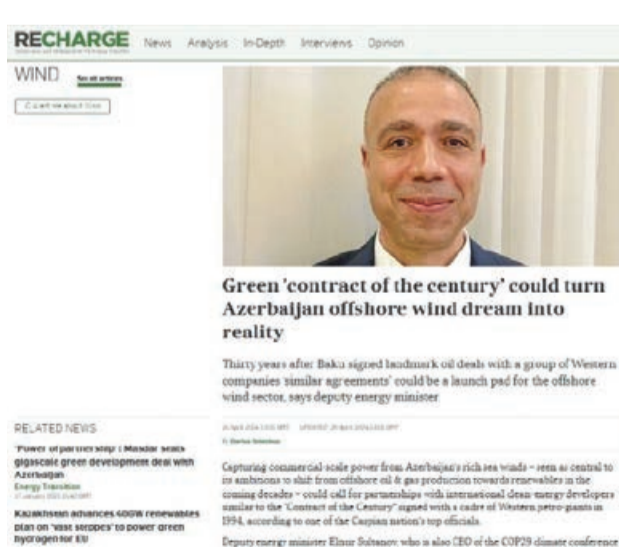 RECHARGE
News Analysis In-Depth Interviews Opinion
WIND
See all articles
Green 'contract of the century' could turn
Azerbaijan offshore wind dream into
reality
Thirty years after Baku signed landmark oil deals with a group of Western
companies 'similar agreements' could be a launch pad for the offshore
wind sector, says deputy energy minister
RELATED NEWS
'Power of partnership' | Masdar seals
gigascale green development deal with
Azerbaijan
Energy Transition
Kazakhstan advances 40GW renewables
plan on 'vast steppes' to power green
hydrogen for EU
Capturing commercial-scale power from Azerbaijan's rich sea winds – seen as central to
its ambitions to shift from offshore oil & gas production towards renewables in the
coming decades – could call for partnerships with international clean-energy developers
similar to the 'Contract of the Century' signed with a cadre of Western petro-giants in
1994, according to one of the Caspian nation's top officials.
Deputy energy minister Elnur Sultanov, who is also CEO of the COP29 climate conference